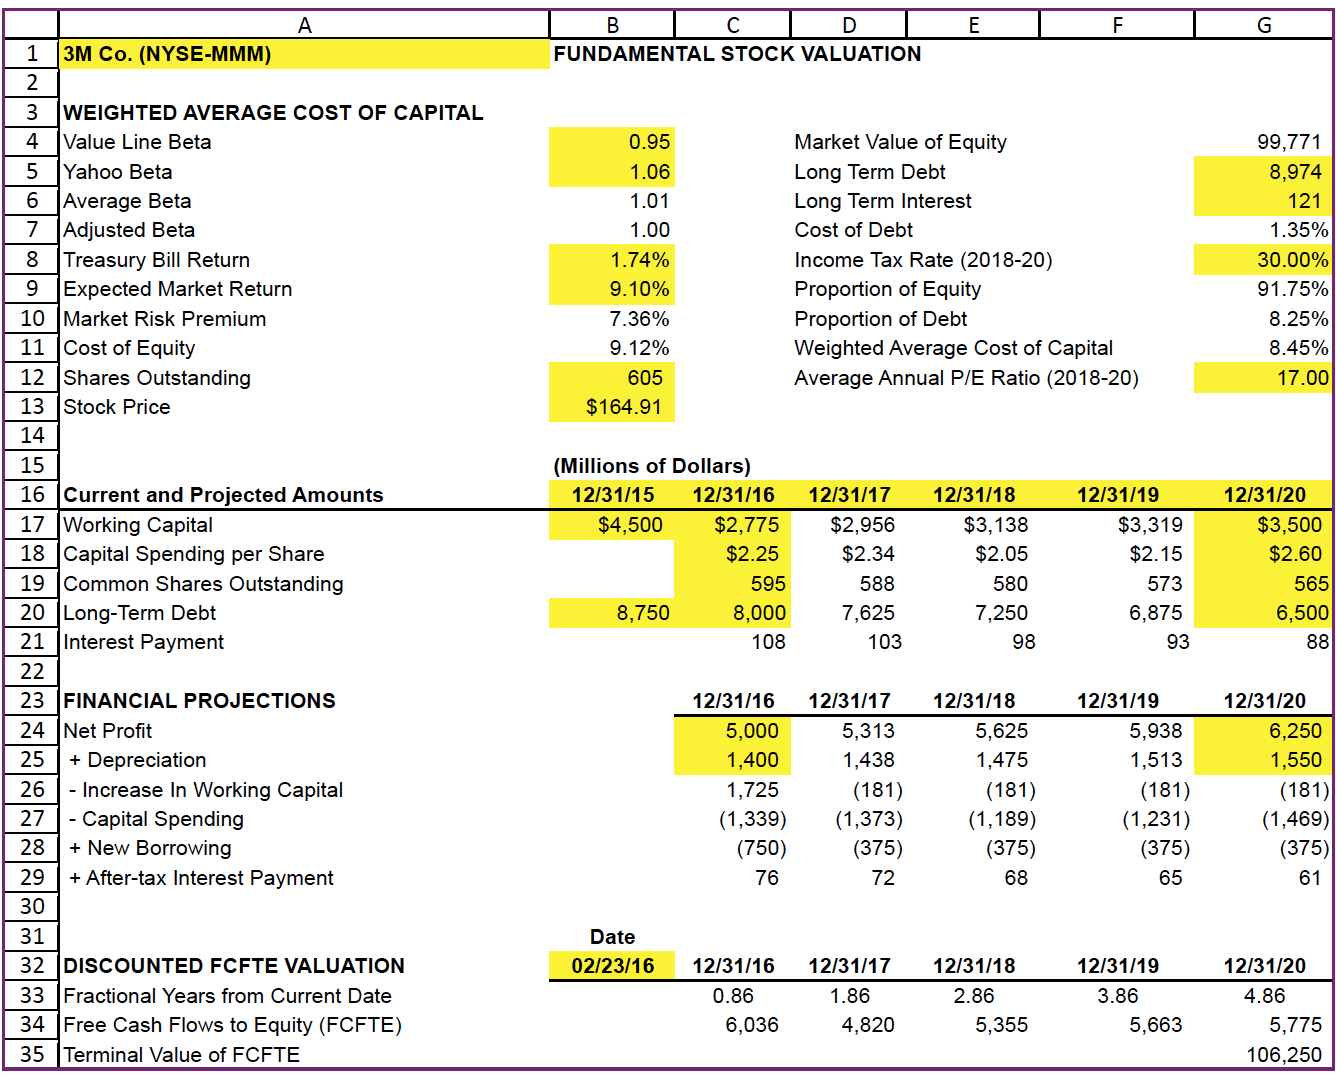 A B C D E F G
1 3M Co. (NYSE-MMM) FUNDAMENTAL STOCK VALUATION
2
3 WEIGHTED AVERAGE COST OF CAPITAL
4 Value Line Beta 0.95 Market Value of Equity 99,771
5 Yahoo Beta 1.06 Long Term Debt 8,974
6 Average Beta 1.01 Long Term Interest 121
7 Adjusted Beta 1.00 Cost of Debt 1.35%
8 Treasury Bill Return 1.74% Income Tax Rate (2018-20) 30.00%
9 Expected Market Return 9.10% Proportion of Equity 91.75%
10 Market Risk Premium 7.36% Proportion of Debt 8.25%
11 Cost of Equity 9.12% Weighted Average Cost of Capital 8.45%
12 Shares Outstanding 605 Average Annual P/E Ratio (2018-20) 17.00
13 Stock Price $164.91
14
15 (Millions of Dollars)
16 Current and Projected Amounts 12/31/15 12/31/16 12/31/17 12/31/18 12/31/19 12/31/20
17 Working Capital $4,500 $2,775 $2,956 $3,138 $3,319 $3,500
18 Capital Spending per Share $2.25 $2.34 $2.05 $2.15 $2.60
19 Common Shares Outstanding 595 588 580 573 565
20 Long-Term Debt 8,750 8,000 7,625 7,250 6,875 6,500
21 Interest Payment 108 103 98 93 88
22
23 FINANCIAL PROJECTIONS 12/31/16 12/31/17 12/31/18 12/31/19 12/31/20
24 Net Profit 5,000 5,313 5,625 5,938 6,250
25 + Depreciation 1,400 1,438 1,475 1,513 1,550
26 - Increase In Working Capital 1,725 (181) (181) (181) (181)
27 - Capital Spending (1,339) (1,373) (1,189) (1,231) (1,469)
28 + New Borrowing (750) (375) (375) (375) (375)
29 + After-tax Interest Payment 76 72 68 65 61
30
31 Date
32 DISCOUNTED FCFTE VALUATION 02/23/16 12/31/16 12/31/17 12/31/18 12/31/19 12/31/20
33 Fractional Years from Current Date 0.86 1.86 2.86 3.86 4.86
34 Free Cash Flows to Equity (FCFTE) 6,036 4,820 5,355 5,663 5,775
35 Terminal Value of FCFTE 106,250